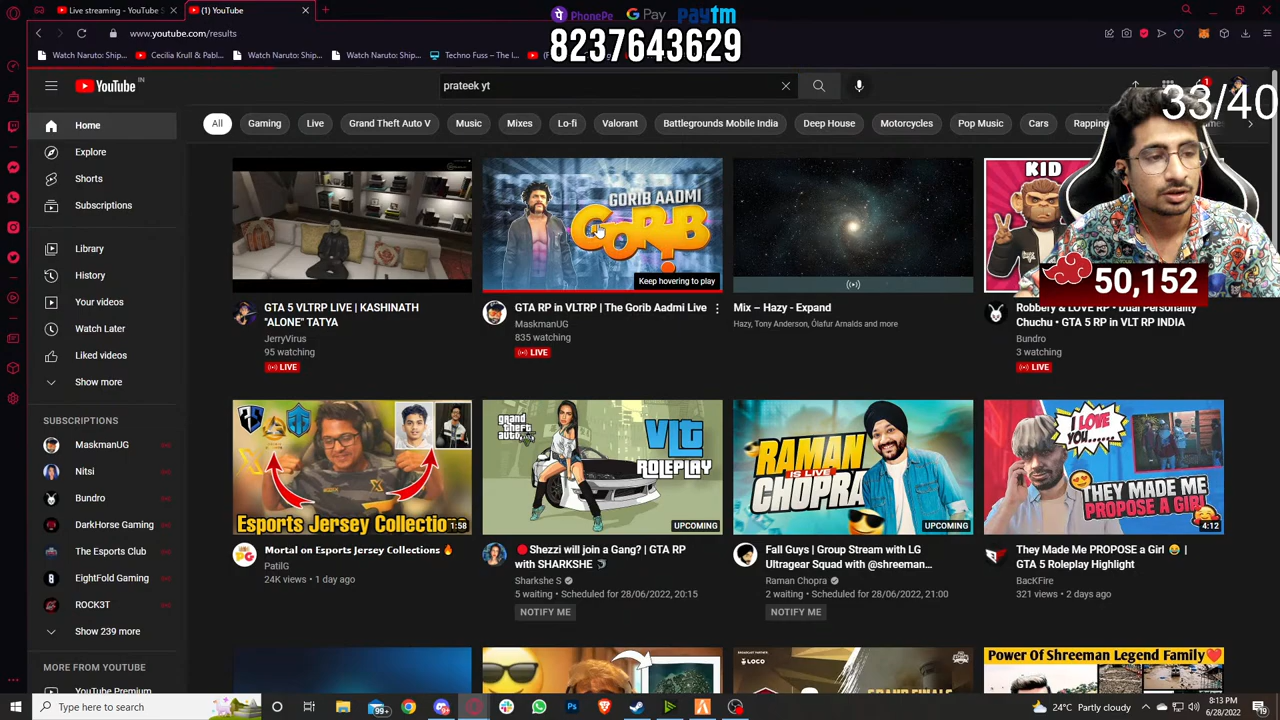 Live streaming - YouTube S
(1) YouTube
PhonePe G Pay paytm
8237643629
www.youtube.com/results
Watch Naruto: Ship
Cecilia Krull & Pabl
Watch Naruto: Ship
Watch Naruto: Ship
Techno Fuss – The I
YouTube IN
prateek yt
1
33/40
All
Gaming
Live
Grand Theft Auto V
Music
Mixes
Lo-fi
Valorant
Battlegrounds Mobile India
Deep House
Motorcycles
Pop Music
Cars
Rapping
Home
Explore
Shorts
Subscriptions
Library
History
Your videos
Watch Later
Liked videos
Show more
SUBSCRIPTIONS
MaskmanUG
Nitsi
Bundro
DarkHorse Gaming
The Esports Club
EightFold Gaming
ROCK3T
Show 239 more
MORE FROM YOUTUBE
YouTube Premium
GTA 5 VLTRP LIVE | KASHINATH
"ALONE" TATYA
JerryVirus
95 watching
LIVE
GORIB AADMI
GORIB
Keep hovering to play
GTA RP in VLTRP | The Gorib Aadmi Live
MaskmanUG
835 watching
LIVE
Mix – Hazy - Expand
Hazy, Tony Anderson, Ólafur Arnalds and more
KID
50,152
Robbery & LOVE RP • Dual Personality
Chuchu • GTA 5 RP in VLT RP INDIA
Bundro
3 watching
LIVE
Esports Jersey Collectio
1:58
Mortal on Esports Jersey Collections 🔥
PatilG
24K views • 1 day ago
grand theft auto
VLT
ROLEPLAY
UPCOMING
🔴Shezzi will join a Gang? | GTA RP
with SHARKSHE
Sharkshe S
5 waiting • Scheduled for 28/06/2022, 20:15
NOTIFY ME
RAMAN
IS LIVE
CHOPRA
UPCOMING
Fall Guys | Group Stream with LG
Ultragear Squad with @shreeman...
Raman Chopra
2 waiting • Scheduled for 28/06/2022, 21:00
NOTIFY ME
I LOVE
YOU.....
THEY MADE ME
PROPOSE A GIRL
4:12
They Made Me PROPOSE a Girl 😂 |
GTA 5 Roleplay Highlight
BacKFire
321 views • 2 days ago
LOCO
Power Of Shreeman Legend Family❤️
Type here to search
99+
24°C Partly cloudy
8:13 PM
6/28/2022
19